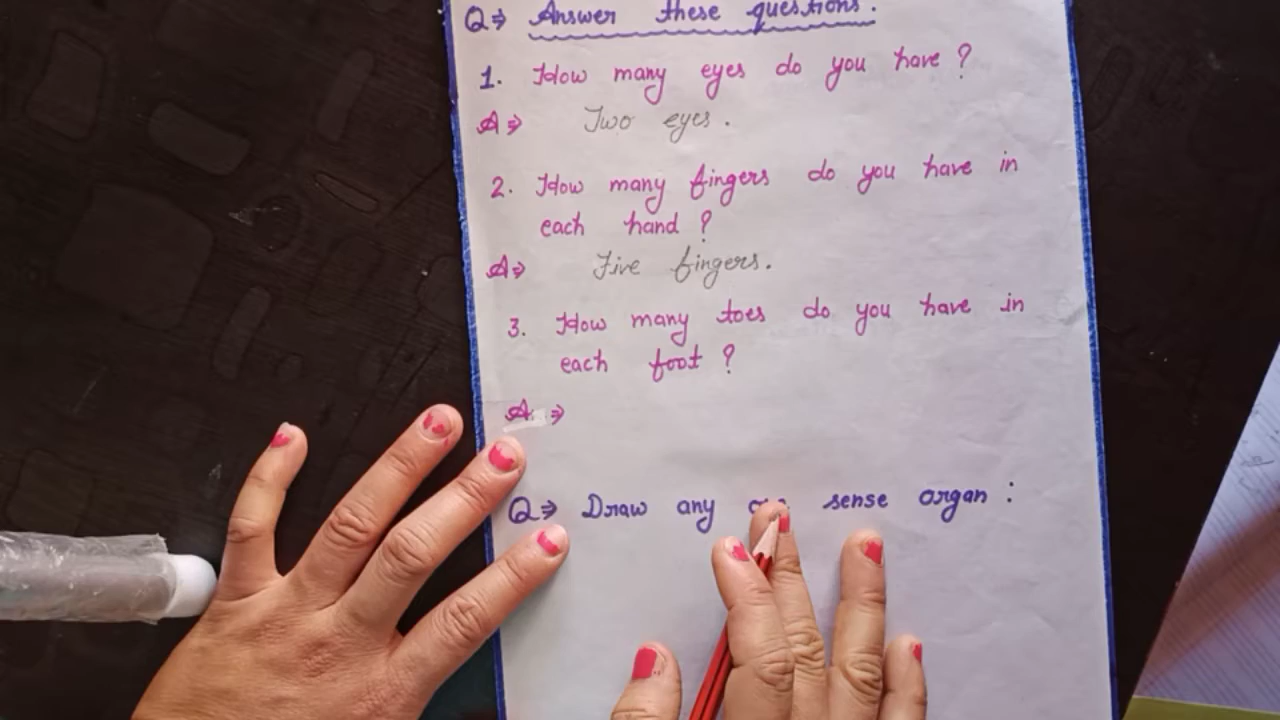 Q⇒ Answer these questions.
1. How many eyes do you have?
A⇒ Two eyes.
2. How many fingers do you have in
each hand?
A⇒ Five fingers.
3. How many toes do you have in
each foot?
A⇒
Q⇒ Draw any sense organ :